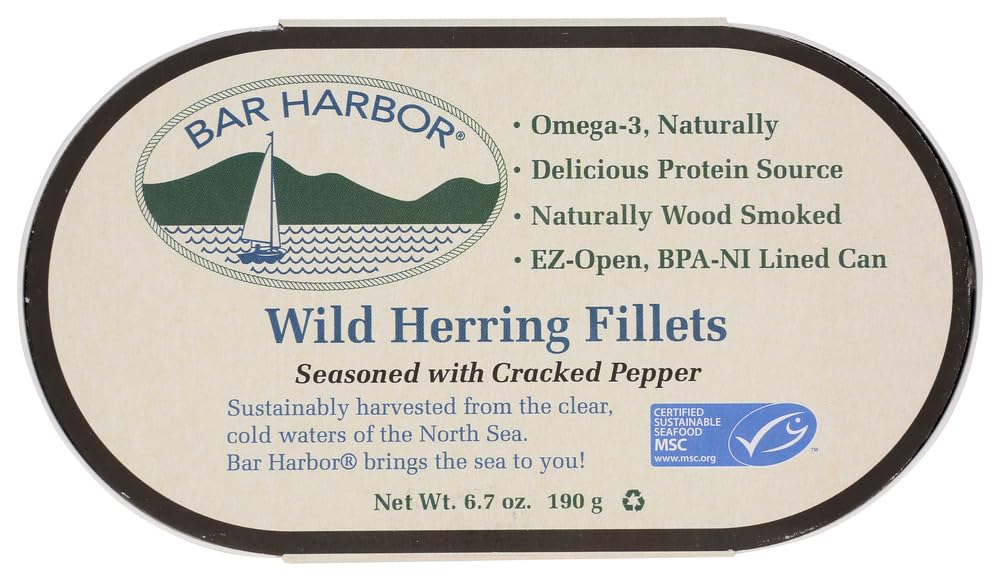 BAR HARBOR®
• Omega-3, Naturally
• Delicious Protein Source
• Naturally Wood Smoked
• EZ-Open, BPA-NI Lined Can
Wild Herring Fillets
Seasoned with Cracked Pepper
Sustainably harvested from the clear,
cold waters of the North Sea.
Bar Harbor® brings the sea to you!
CERTIFIED
SUSTAINABLE
SEAFOOD
MSC
www.msc.org
™
Net Wt. 6.7 oz. 190 g